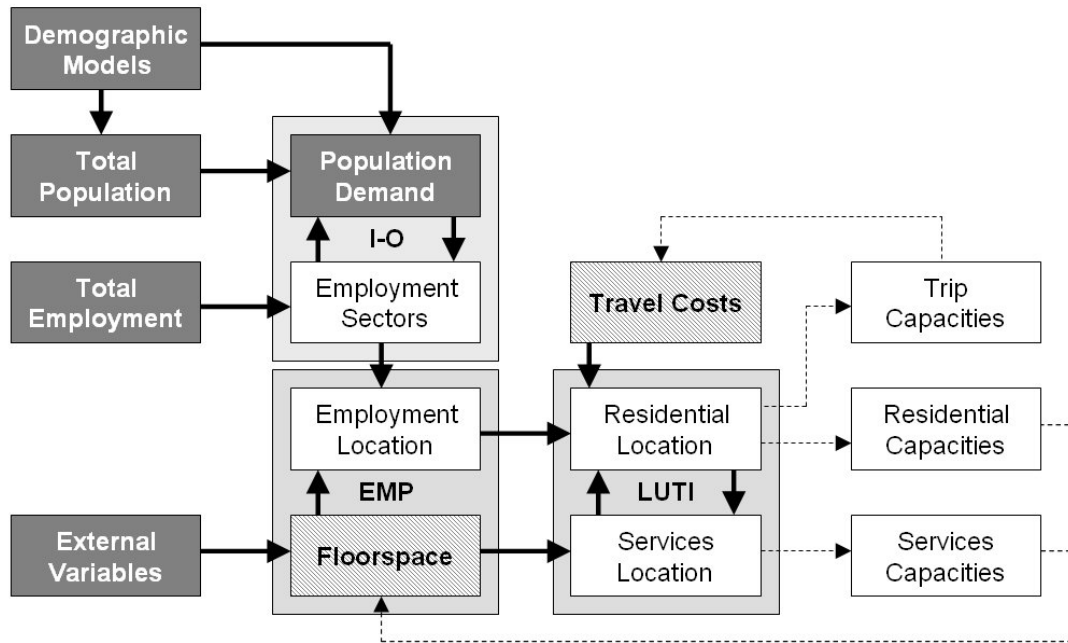 Demographic
Models
Total
Population
Population
Demand
I-O
Total
Employment
Employment
Sectors
Travel Costs
Trip
Capacities
Employment
Location
Residential
Location
Residential
Capacities
EMP
LUTI
External
Variables
Floorspace
Services
Location
Services
Capacities